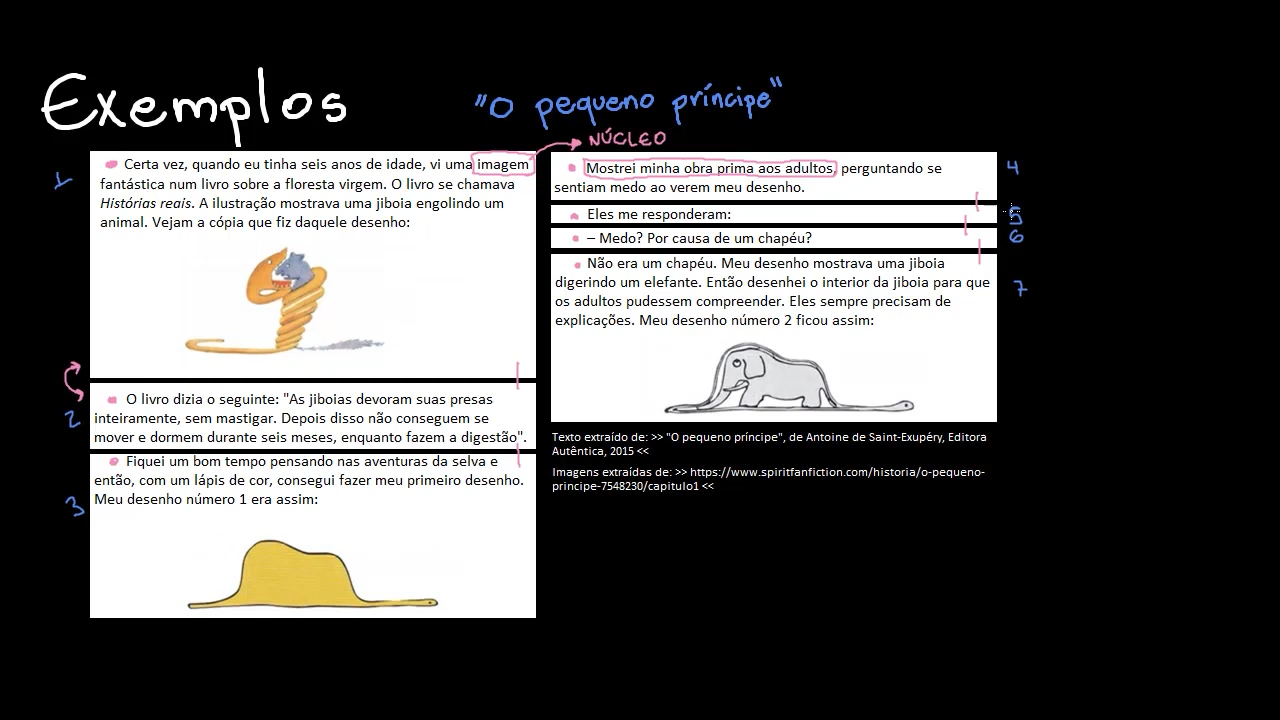 Exemplos
"O pequeno príncipe"
NÚCLEO
1
Certa vez, quando eu tinha seis anos de idade, vi uma imagem
fantástica num livro sobre a floresta virgem. O livro se chamava
Histórias reais. A ilustração mostrava uma jiboia engolindo um
animal. Vejam a cópia que fiz daquele desenho:
2
O livro dizia o seguinte: "As jiboias devoram suas presas
inteiramente, sem mastigar. Depois disso não conseguem se
mover e dormem durante seis meses, enquanto fazem a digestão".
3
Fiquei um bom tempo pensando nas aventuras da selva e
então, com um lápis de cor, consegui fazer meu primeiro desenho.
Meu desenho número 1 era assim:
4
Mostrei minha obra prima aos adultos, perguntando se
sentiam medo ao verem meu desenho.
5
Eles me responderam:
6
– Medo? Por causa de um chapéu?
7
Não era um chapéu. Meu desenho mostrava uma jiboia
digerindo um elefante. Então desenhei o interior da jiboia para que
os adultos pudessem compreender. Eles sempre precisam de
explicações. Meu desenho número 2 ficou assim:
Texto extraído de: >> "O pequeno príncipe", de Antoine de Saint-Exupéry, Editora
Autêntica, 2015 <<
Imagens extraídas de: >> https://www.spiritfanfiction.com/historia/o-pequeno-
principe-7548230/capitulo1 <<